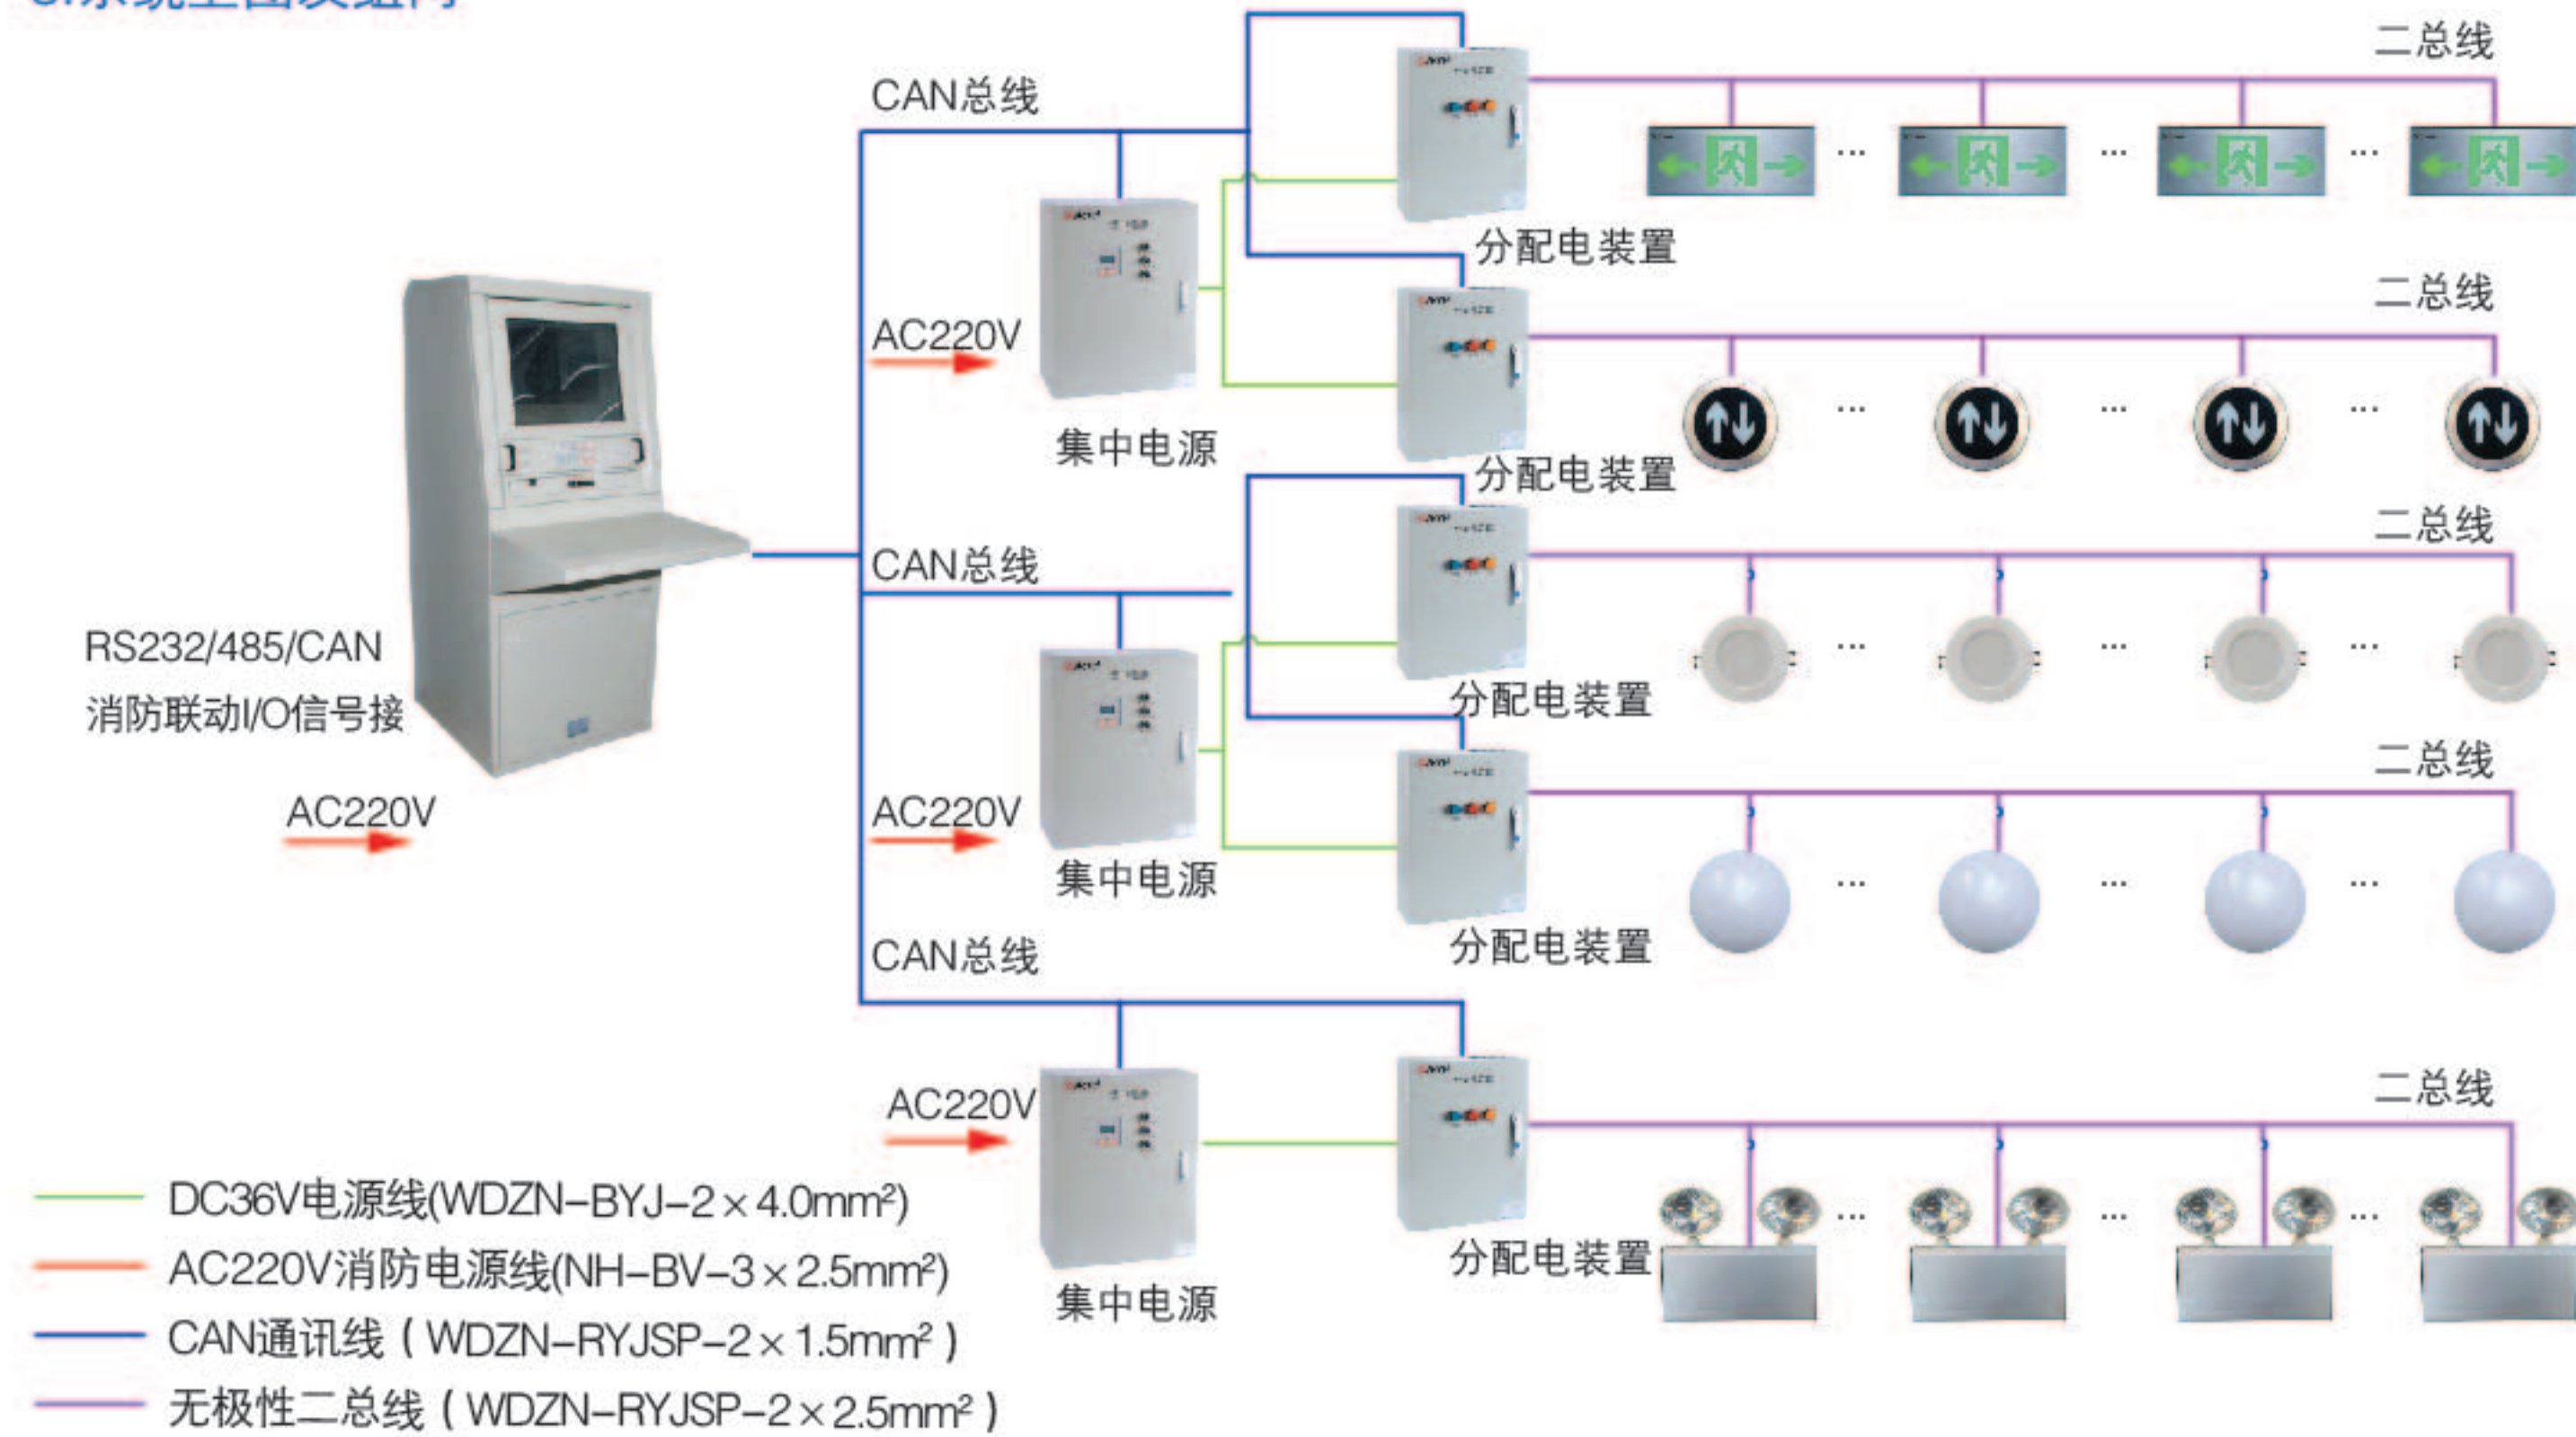 CAN总线
二总线
分配电装置
二总线
AC220V
集中电源
分配电装置
二总线
CAN总线
RS232/485/CAN
消防联动I/O信号接
分配电装置
二总线
AC220V
AC220V
集中电源
分配电装置
CAN总线
二总线
AC220V
分配电装置
集中电源
DC36V电源线(WDZN-BYJ-2×4.0mm²)
AC220V消防电源线(NH-BV-3×2.5mm²)
CAN通讯线(WDZN-RYJSP-2×1.5mm²)
无极性二总线(WDZN-RYJSP-2×2.5mm²)